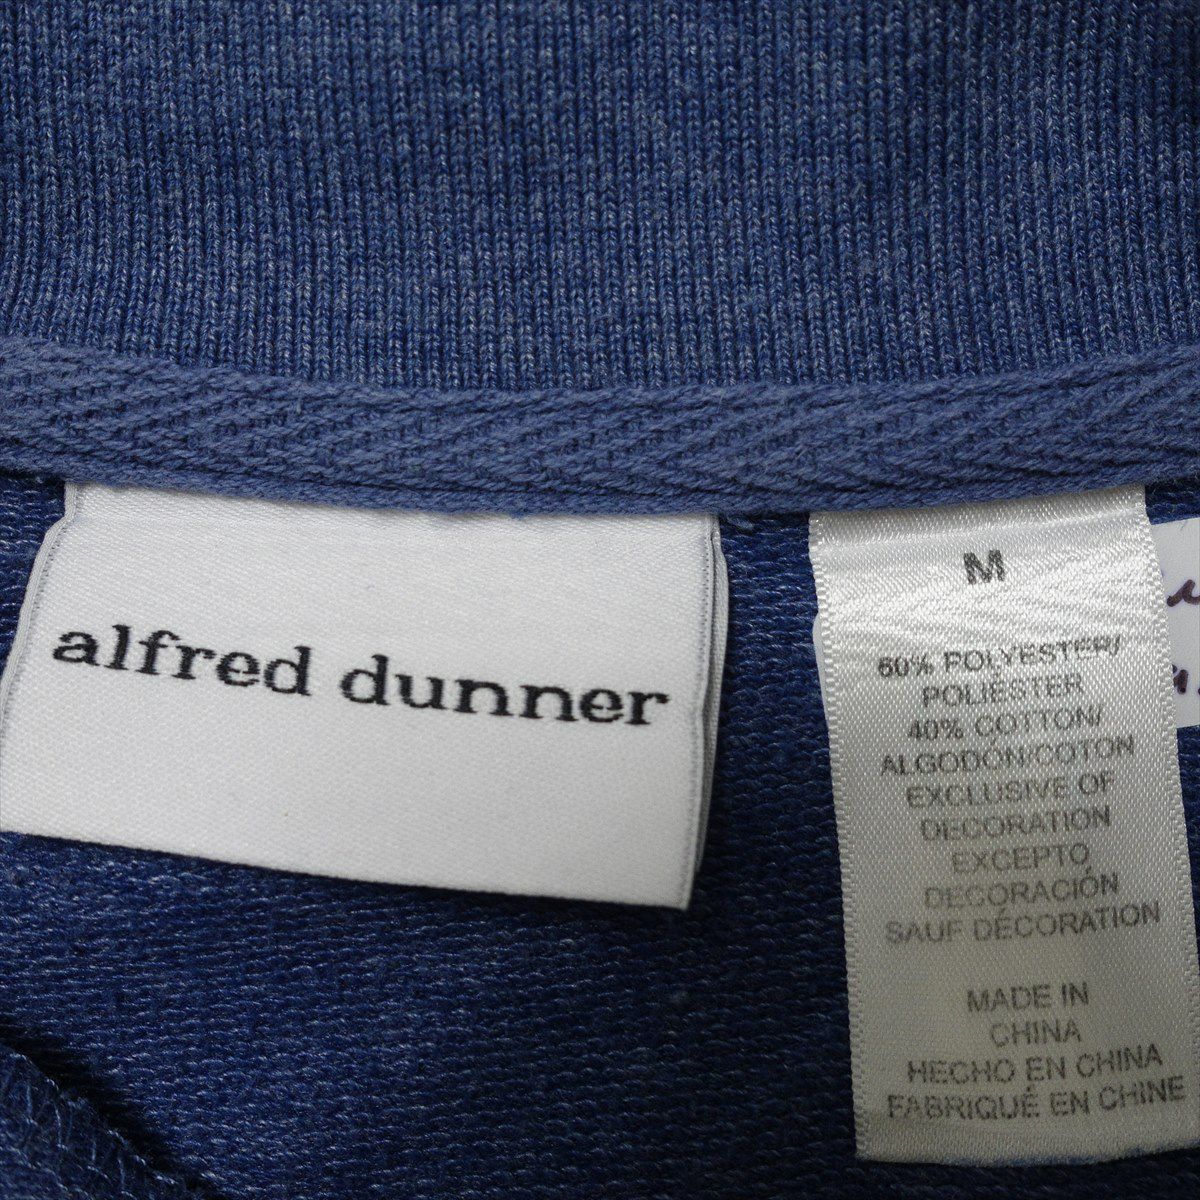 alfred dunner
M
60% POLYESTER/
POLIÉSTER
40% COTTON/
ALGODÓN/COTON
EXCLUSIVE OF
DECORATION
EXCEPTO
DECORACIÓN
SAUF DÉCORATION
MADE IN
CHINA
HECHO EN CHINA
FABRIQUÉ EN CHINE